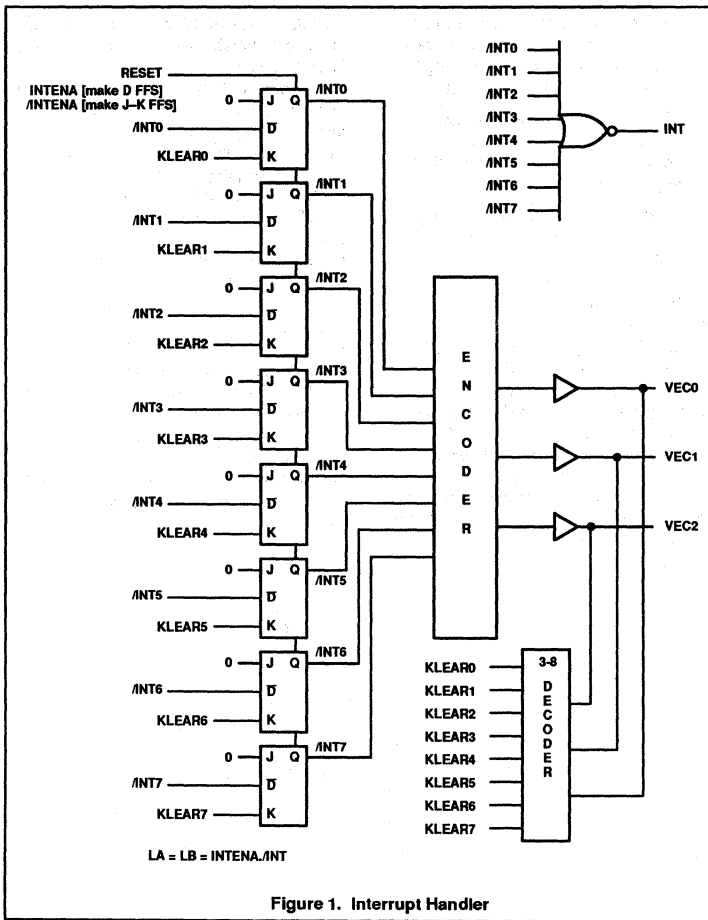 RESET
INTENA [make D FFS]
/INTENA [make J–K FFS]
0 J Q /INT0
/INT0 D
KLEAR0 K
0 J Q /INT1
/INT1 D
KLEAR1 K
0 J Q /INT2
/INT2 D
KLEAR2 K
0 J Q /INT3
/INT3 D
KLEAR3 K
0 J Q /INT4
/INT4 D
KLEAR4 K
0 J Q /INT5
/INT5 D
KLEAR5 K
0 J Q /INT6
/INT6 D
KLEAR6 K
0 J Q /INT7
/INT7 D
KLEAR7 K
LA = LB = INTENA./INT
/INT0
/INT1
/INT2
/INT3
/INT4
/INT5
/INT6
/INT7
INT
ENCODER
VEC0
VEC1
VEC2
3-8
DECODER
KLEAR0
KLEAR1
KLEAR2
KLEAR3
KLEAR4
KLEAR5
KLEAR6
KLEAR7
Figure 1. Interrupt Handler